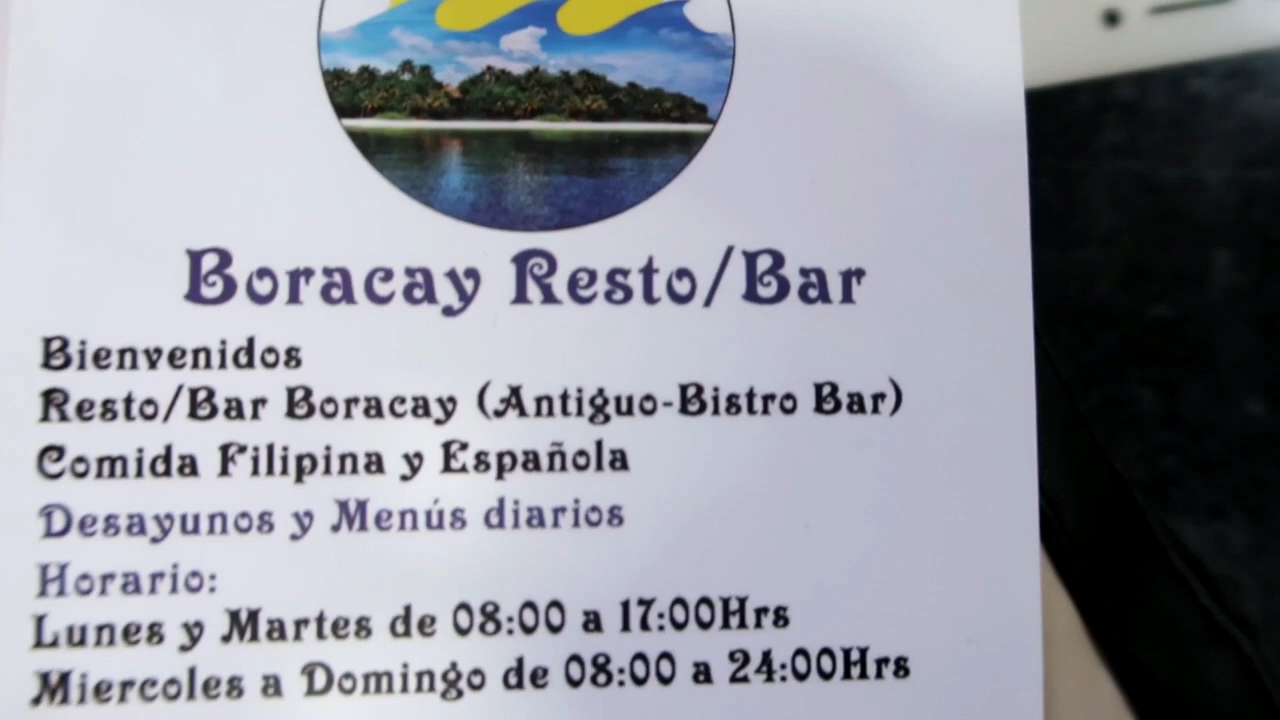 Boracay Resto/Bar
Bienvenidos
Resto/Bar Boracay (Antiguo-Bistro Bar)
Comida Filipina y Española
Desayunos y Menús diarios
Horario:
Lunes y Martes de 08:00 a 17:00Hrs
Miercoles a Domingo de 08:00 a 24:00Hrs